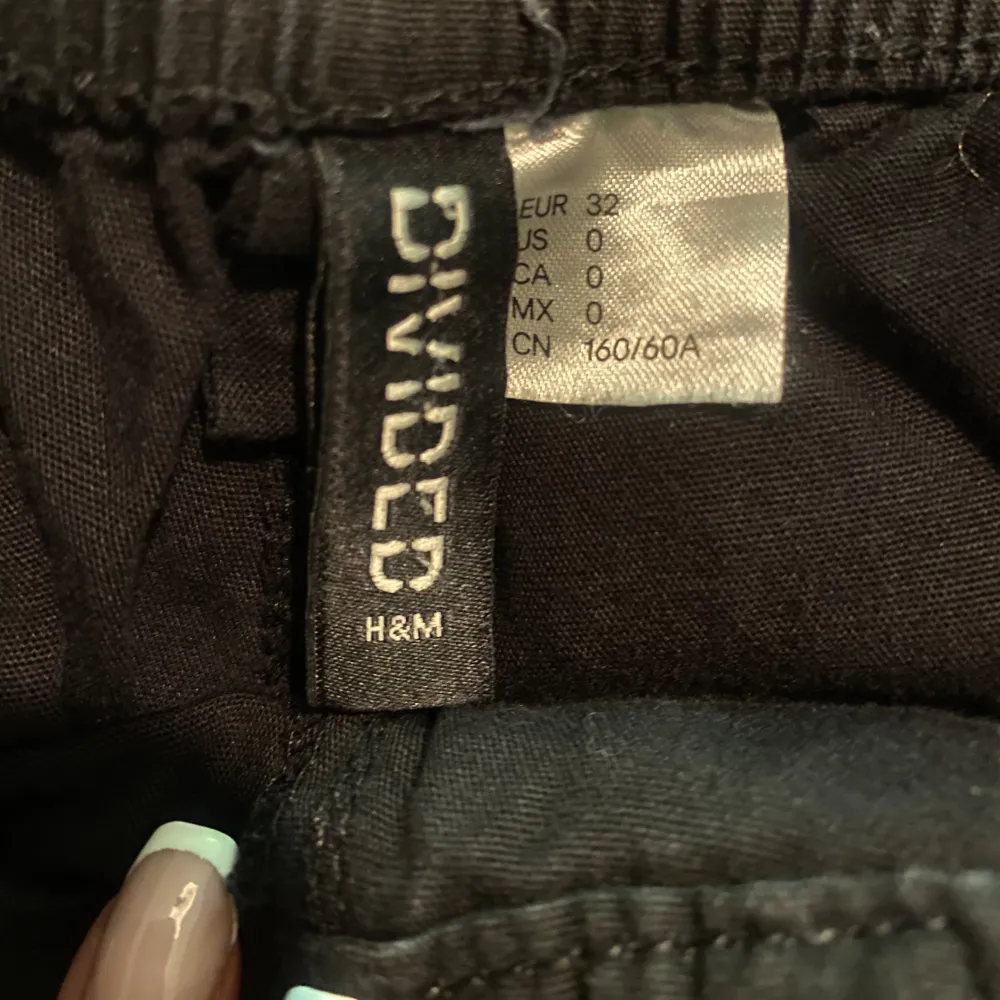 DIVIDED
H&M
EUR 32
US 0
CA 0
MX 0
CN 160/60A